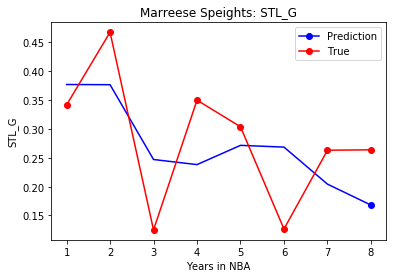 Marreese Speights: STL_G
Prediction
True
0.45
0.40
0.35
0.30
0.25
0.20
0.15
STL_G
1 2 3 4 5 6 7 8
Years in NBA